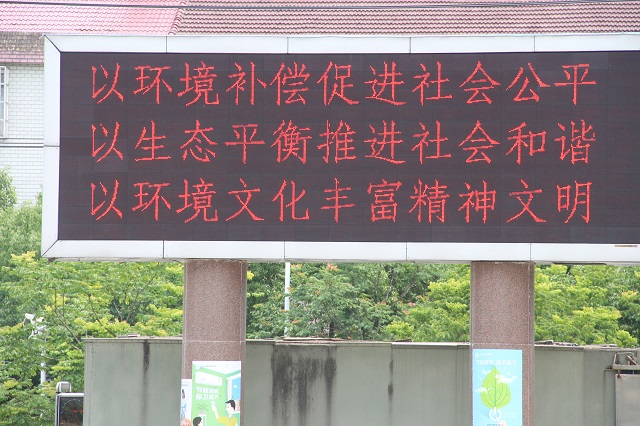 以环境补偿促进社会公平
以生态平衡推进社会和谐
以环境文化丰富精神文明